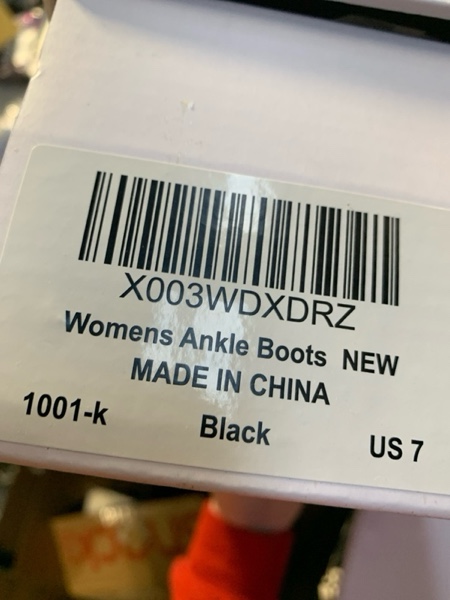 X003WDXDRZ
Womens Ankle Boots NEW
MADE IN CHINA
1001-k Black US 7